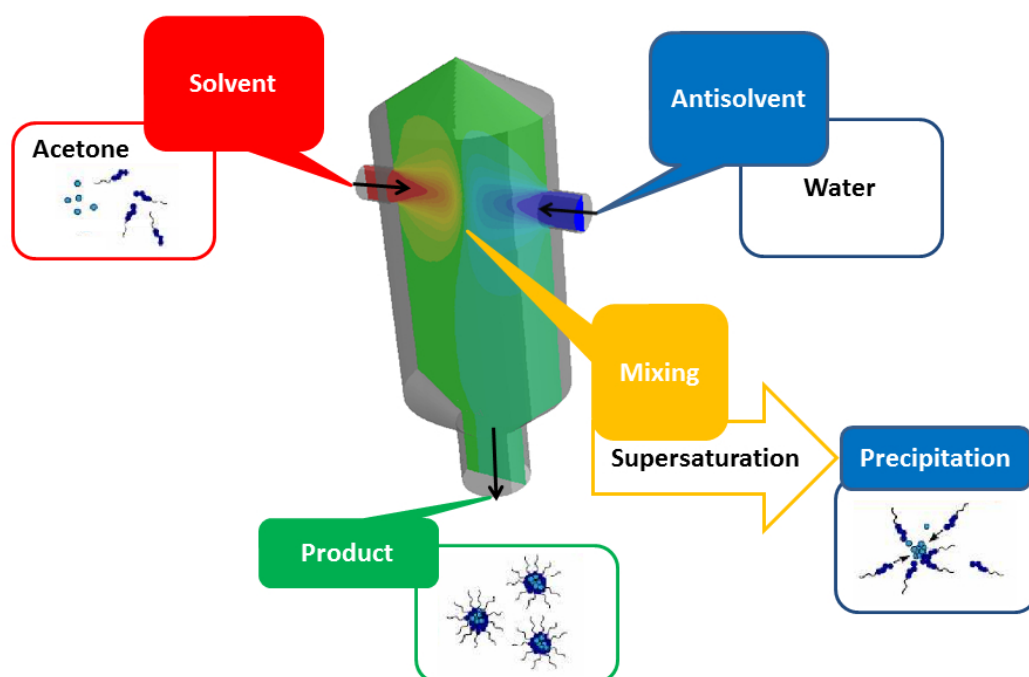 Solvent
Acetone
Antisolvent
Water
Mixing
Supersaturation
Precipitation
Product